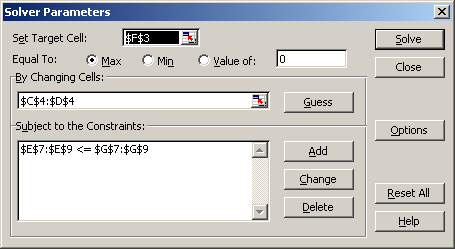 Solver Parameters
Set Target Cell: $F$3 Solve
Equal To: Max Min Value of: 0
Close
By Changing Cells:
$C$4:$D$4 Guess
Subject to the Constraints: Options
$E$7:$E$9 <= $G$7:$G$9 Add
Change
Reset All
Delete
Help